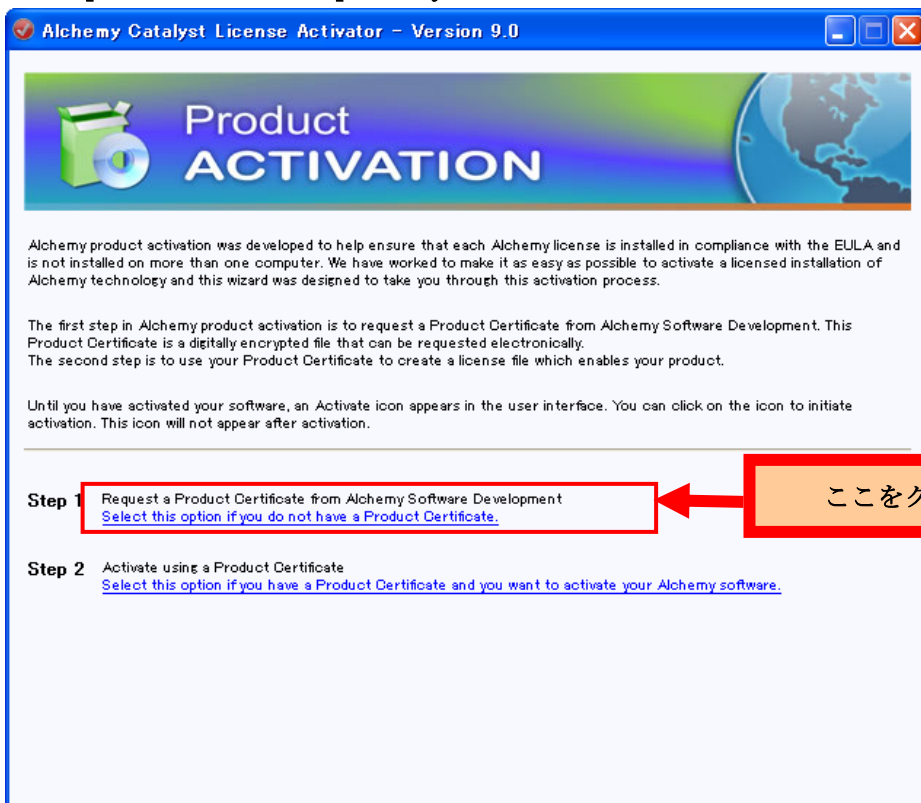 Alchemy Catalyst License Activator - Version 9.0
Product
ACTIVATION
Alchemy product activation was developed to help ensure that each Alchemy license is installed in compliance with the EULA and
is not installed on more than one computer. We have worked to make it as easy as possible to activate a licensed installation of
Alchemy technology and this wizard was designed to take you through this activation process.
The first step in Alchemy product activation is to request a Product Certificate from Alchemy Software Development. This
Product Certificate is a digitally encrypted file that can be requested electronically.
The second step is to use your Product Certificate to create a license file which enables your product.
Until you have activated your software, an Activate icon appears in the user interface. You can click on the icon to initiate
activation. This icon will not appear after activation.
Step 1 Request a Product Certificate from Alchemy Software Development
Select this option if you do not have a Product Certificate.
ここをク
Step 2 Activate using a Product Certificate
Select this option if you have a Product Certificate and you want to activate your Alchemy software.